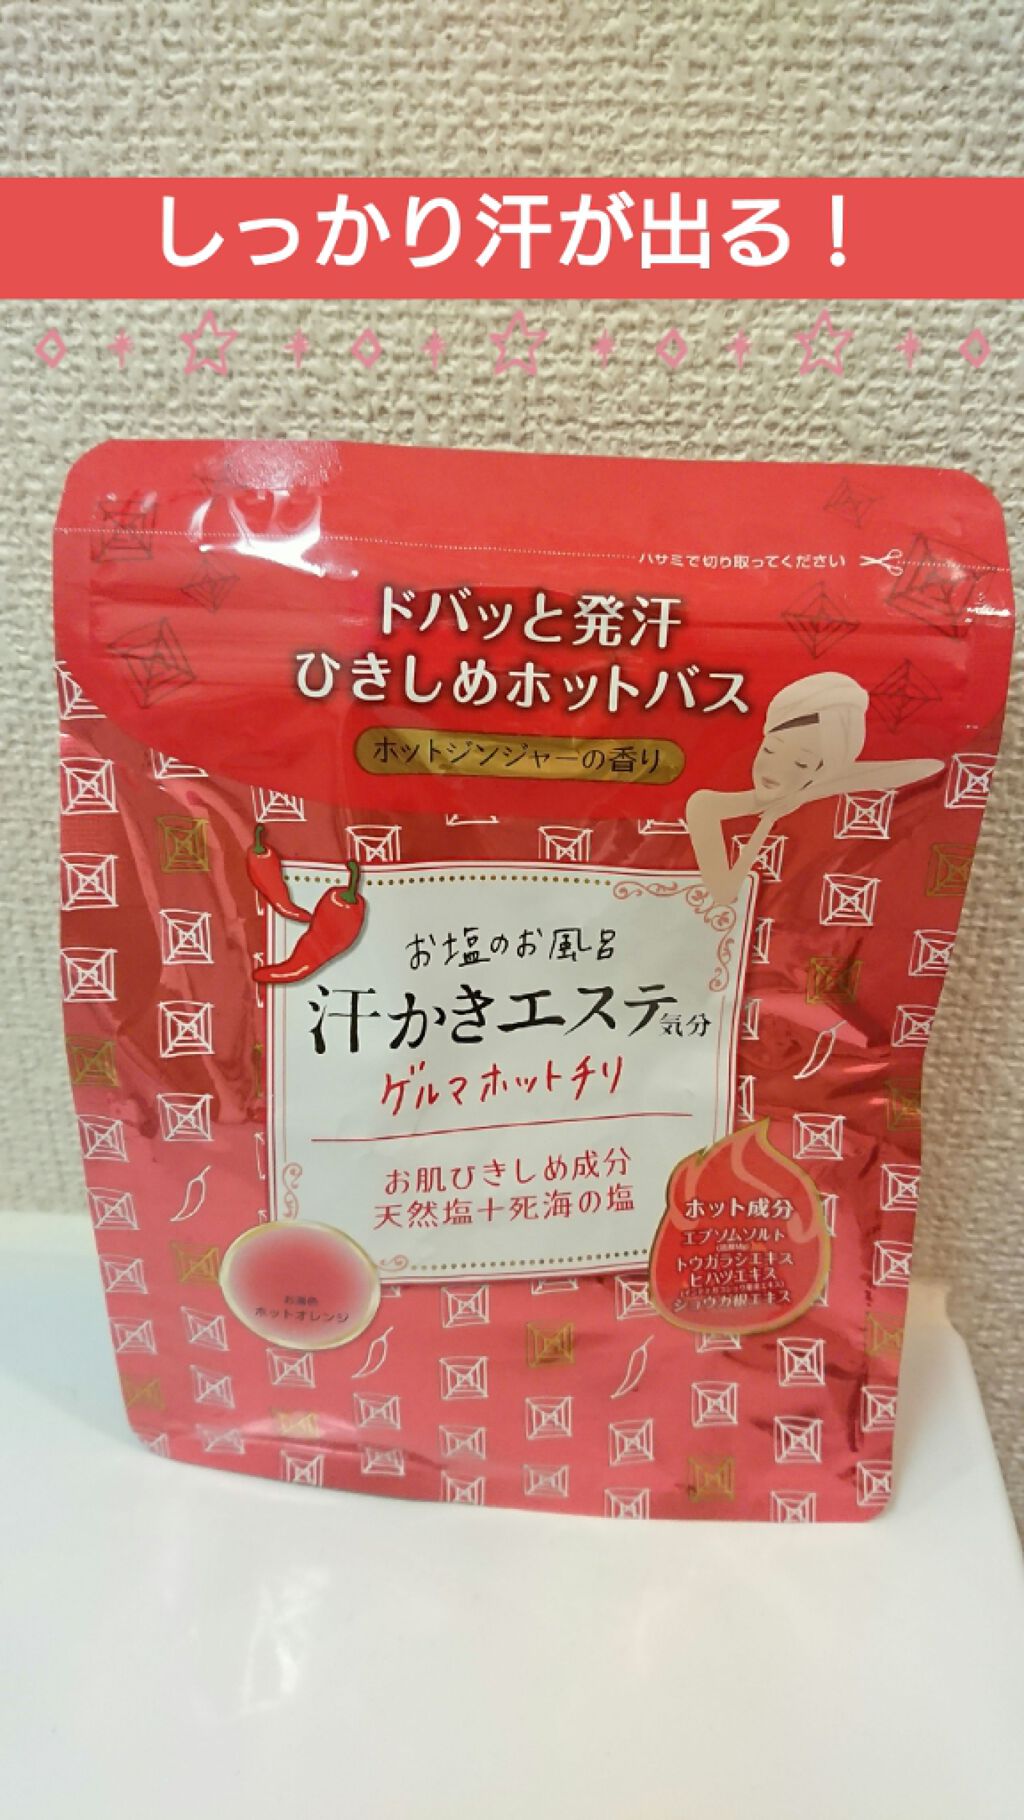 しっかり汗が出る！
ハサミで切り取ってください
ドバッと発汗
ひきしめホットバス
ホットジンジャーの香り
お塩のお風呂
汗かきエステ気分
ゲルマホットチリ
お肌ひきしめ成分
天然塩+死海の塩
ホット成分
エプソムソルト
トウガラシエキス
ヒハツエキス
ショウガ根エキス
お湯色
ホットオレンジ